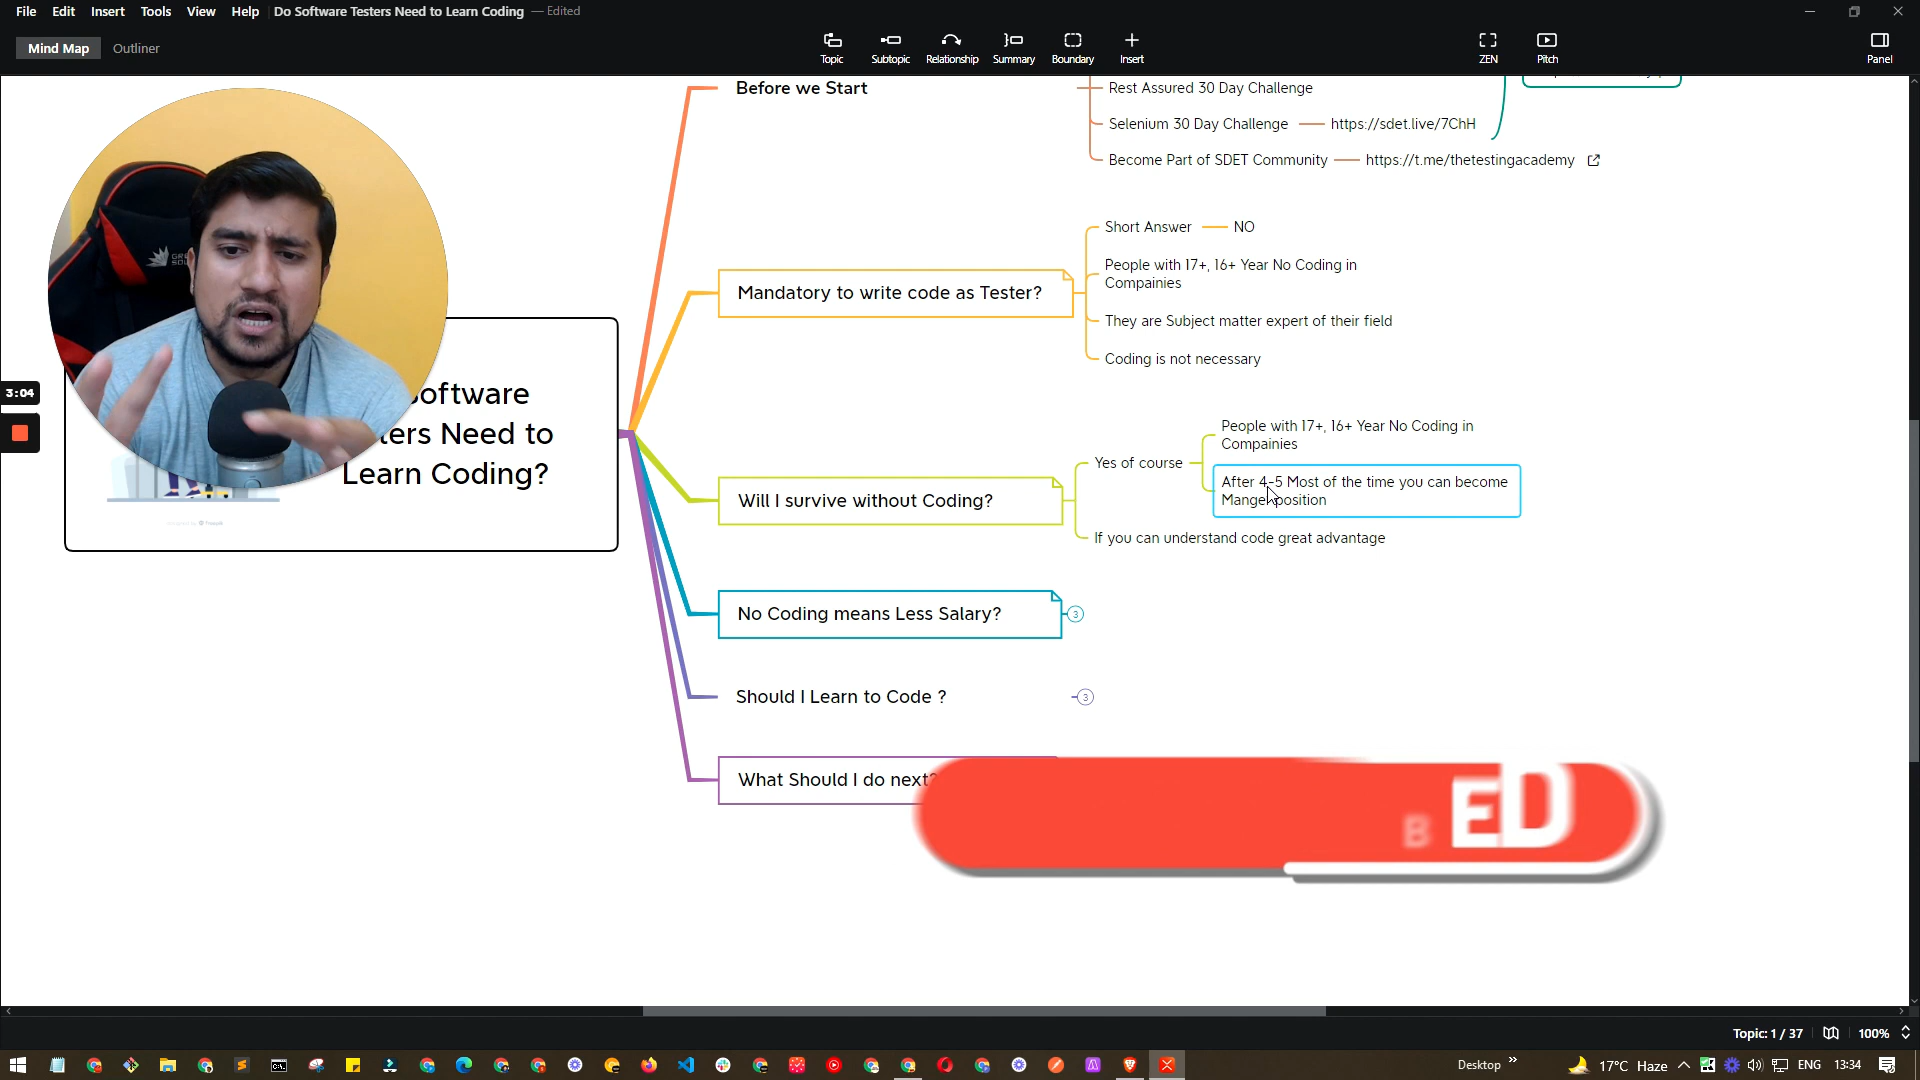 File Edit Insert Tools View Help Do Software Testers Need to Learn Coding — Edited
Mind Map Outliner
Topic Subtopic Relationship Summary Boundary Insert ZEN Pitch Panel
Before we Start
Rest Assured 30 Day Challenge
Selenium 30 Day Challenge https://sdet.live/7ChH
Become Part of SDET Community https://t.me/thetestingacademy
Mandatory to write code as Tester?
Short Answer NO
People with 17+, 16+ Year No Coding in
Compainies
They are Subject matter expert of their field
Coding is not necessary
3:04
Need to
Learn Coding?
Will I survive without Coding?
Yes of course
People with 17+, 16+ Year No Coding in
Compainies
After 4-5 Most of the time you can become
Manger position
If you can understand code great advantage
No Coding means Less Salary?
3
Should I Learn to Code ?
3
What Should I do next?
B ED
Topic: 1 / 37 100%
Desktop 17°C Haze ENG 13:34